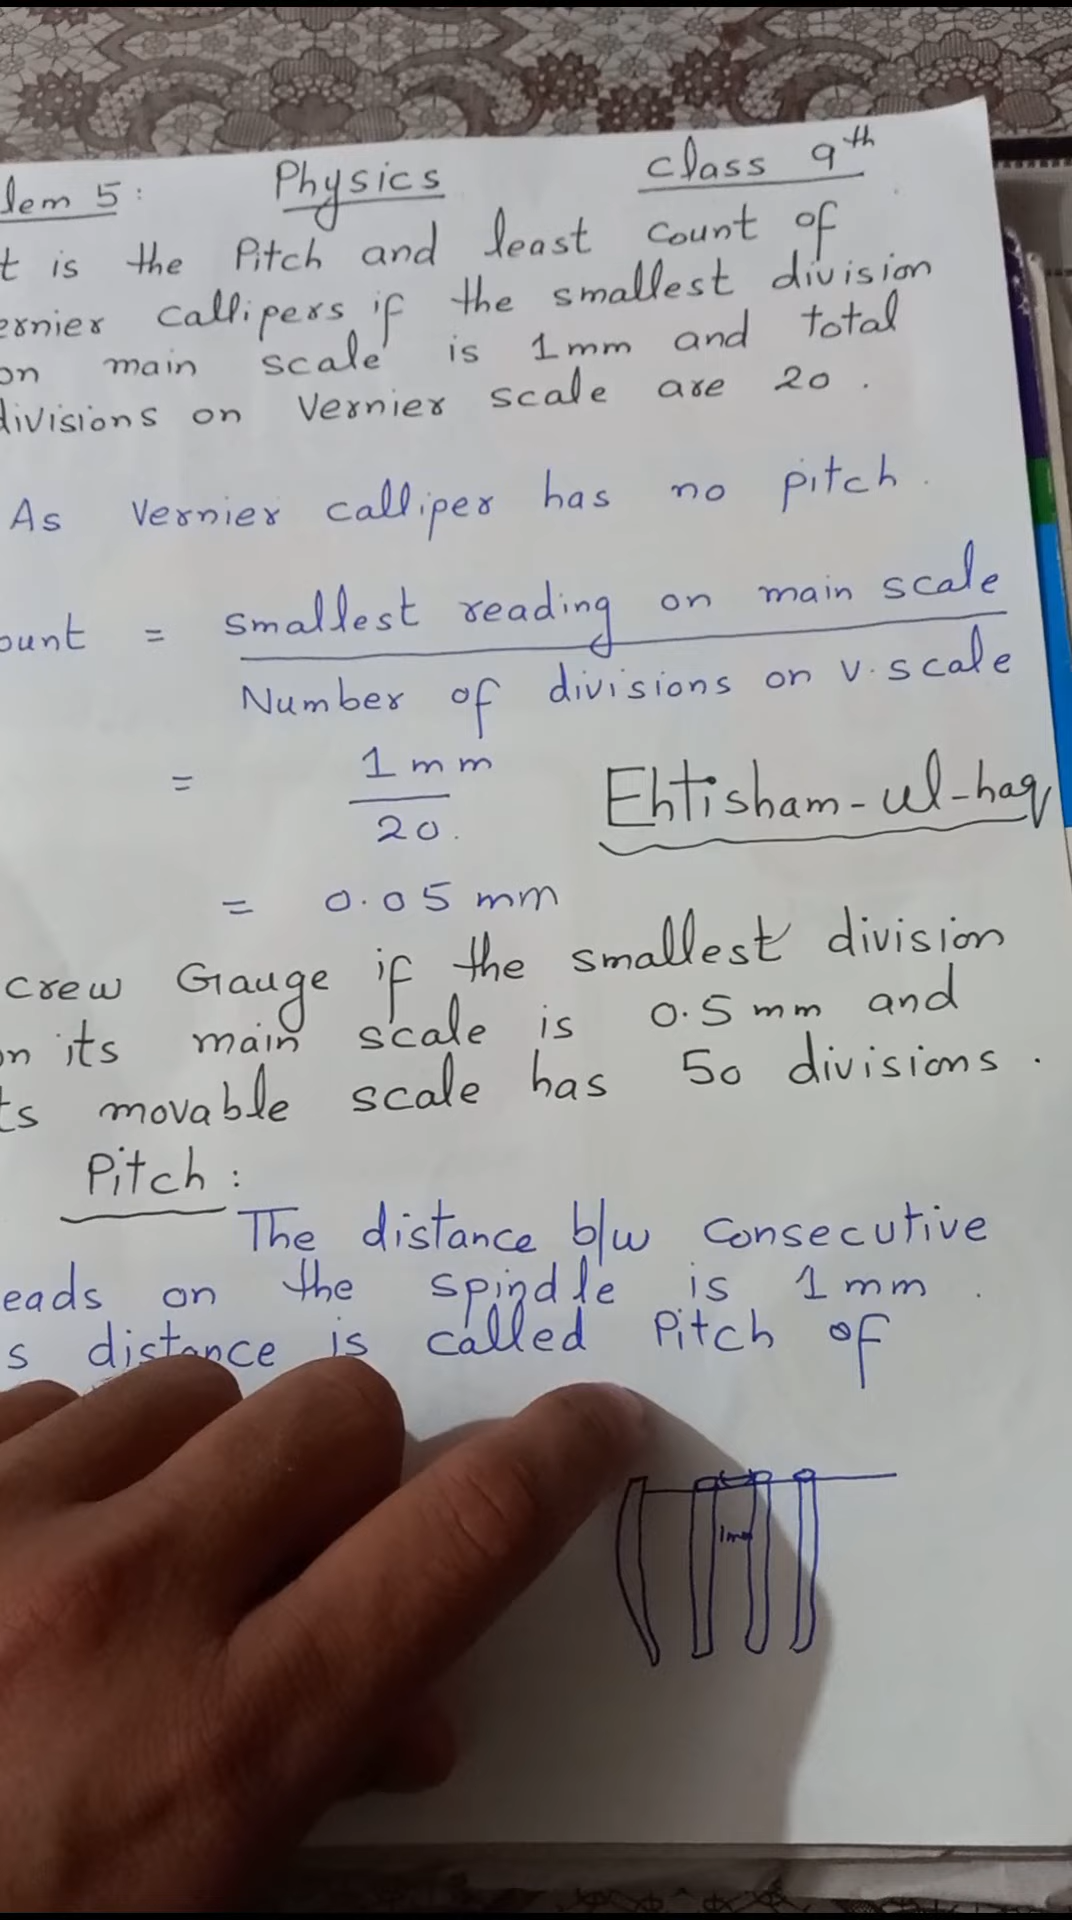 Physics class 9th
lem 5:
t is the Pitch and least count of
ernier callipers if the smallest division
on main scale is 1mm and total
divisions on Vernier scale are 20.
As Vernier calliper has no pitch.
ount = smallest reading on main scale
Number of divisions on V.scale
= 1mm
20.
Ehtisham-ul-haq
= 0.05 mm
crew Gauge if the smallest division
on its main scale is 0.5mm and
ts movable scale has 50 divisions.
Pitch:
The distance b/w consecutive
eads on the spindle is 1mm.
s distance is called Pitch of
1mm